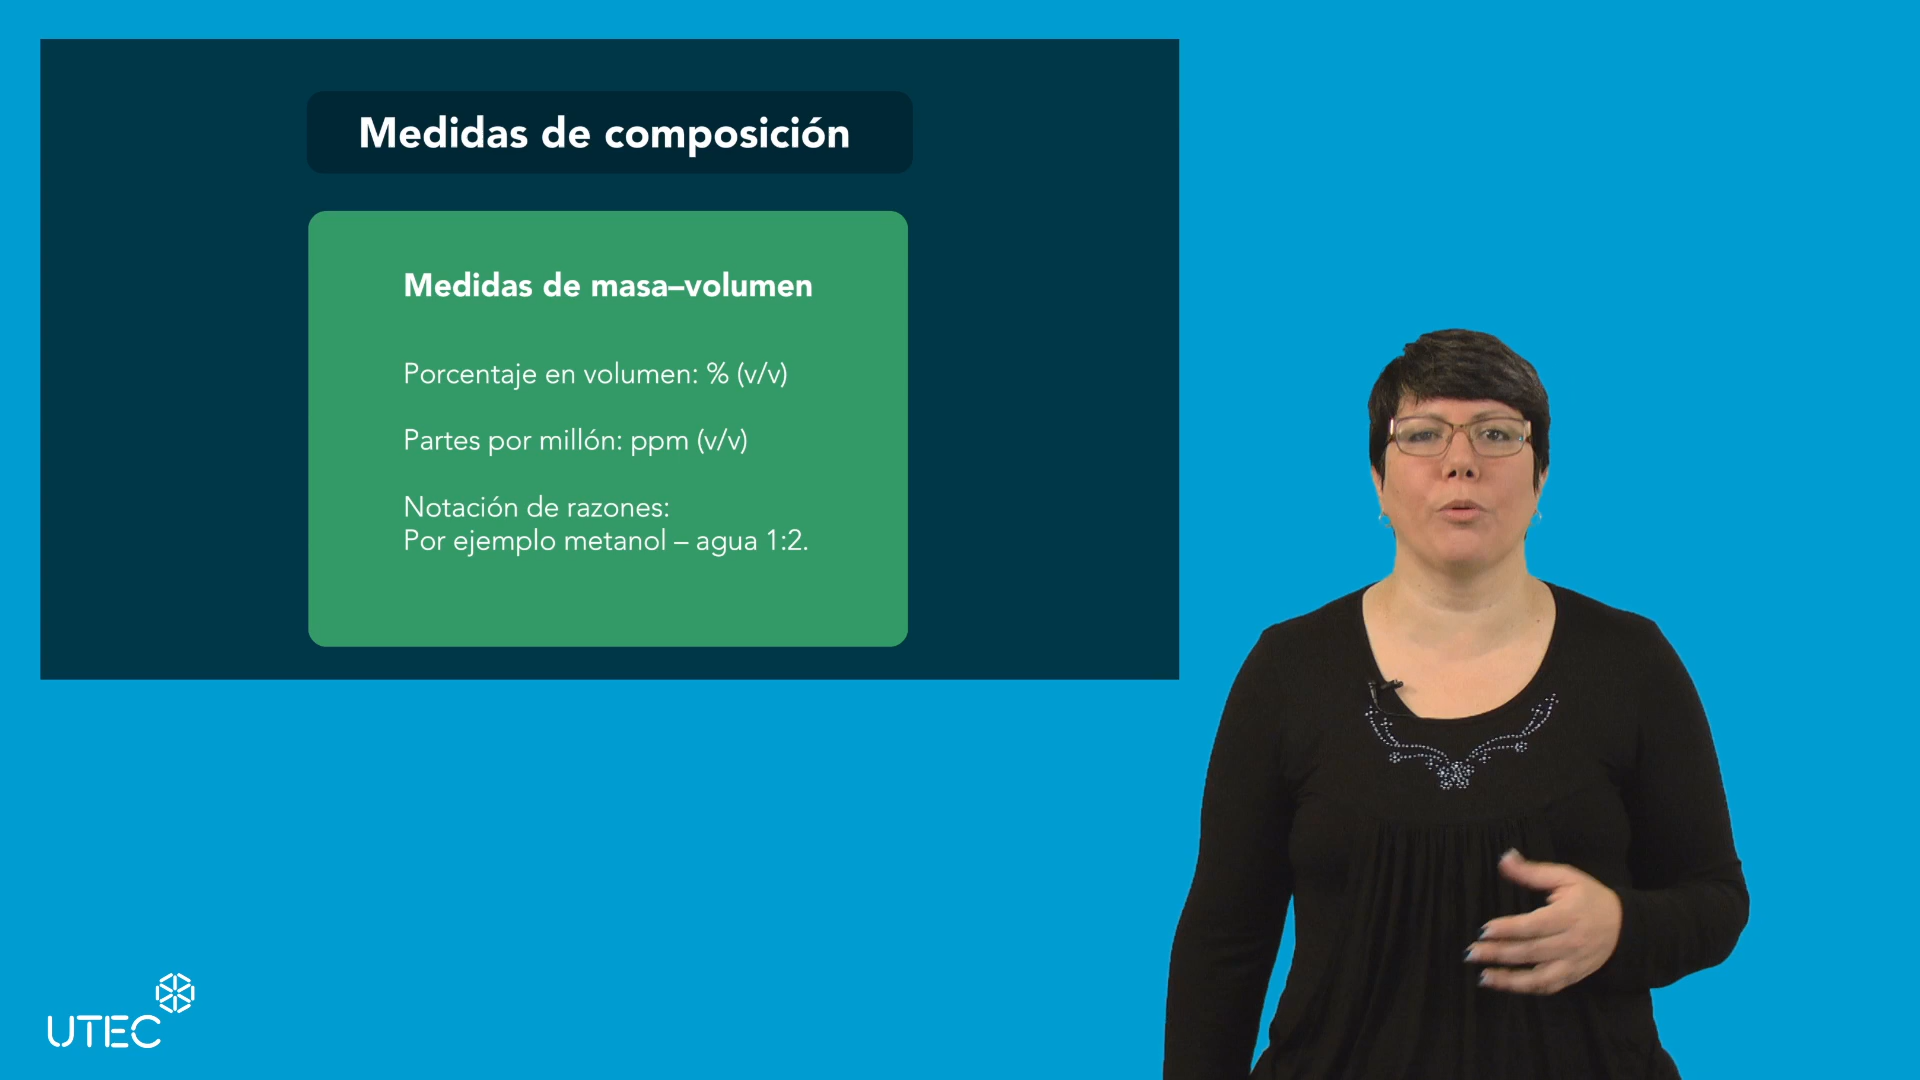 Medidas de composición
Medidas de masa–volumen
Porcentaje en volumen: % (v/v)
Partes por millón: ppm (v/v)
Notación de razones:
Por ejemplo metanol – agua 1:2.
UTEC